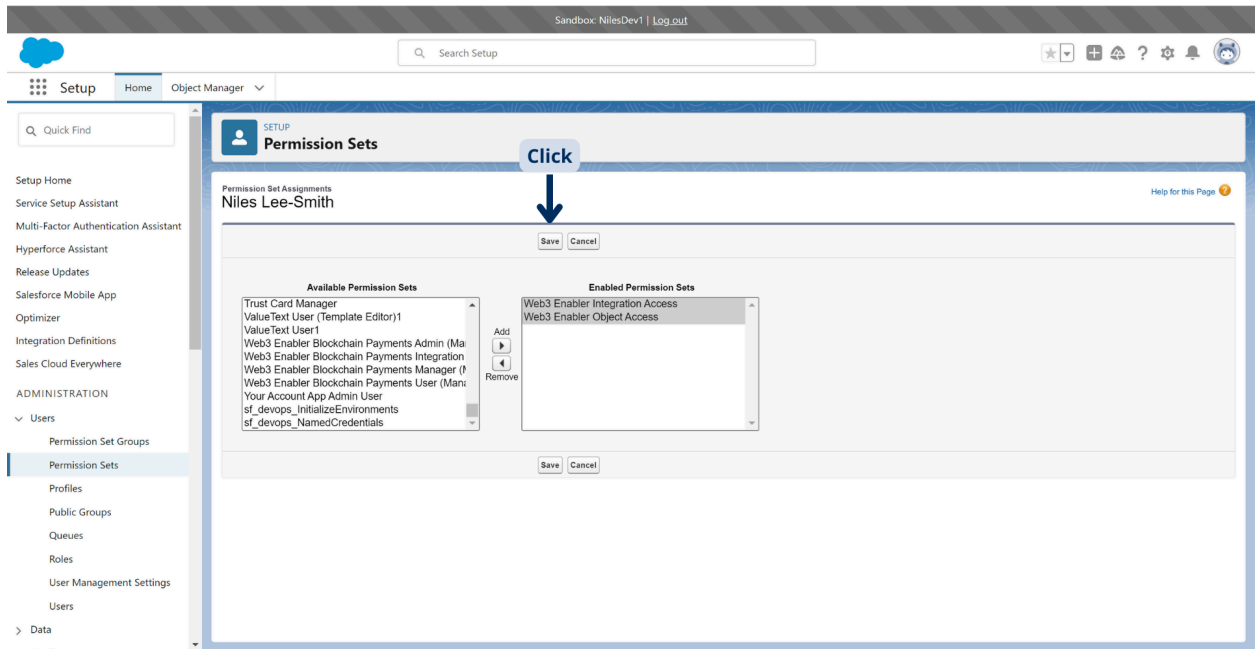 Sandbox: NilesDev1 | Log out
Search Setup
Setup
Home
Object Manager
Quick Find
Setup Home
Service Setup Assistant
Multi-Factor Authentication Assistant
Hyperforce Assistant
Release Updates
Salesforce Mobile App
Optimizer
Integration Definitions
Sales Cloud Everywhere
ADMINISTRATION
Users
Permission Set Groups
Permission Sets
Profiles
Public Groups
Queues
Roles
User Management Settings
Users
Data
SETUP
Permission Sets
Click
Permission Set Assignments
Niles Lee-Smith
Help for this Page
Save Cancel
Available Permission Sets
Trust Card Manager
ValueText User (Template Editor)1
ValueText User1
Web3 Enabler Blockchain Payments Admin (Ma
Web3 Enabler Blockchain Payments Integration
Web3 Enabler Blockchain Payments Manager (M
Web3 Enabler Blockchain Payments User (Mana
Your Account App Admin User
sf_devops_InitializeEnvironments
sf_devops_NamedCredentials
Add
Remove
Enabled Permission Sets
Web3 Enabler Integration Access
Web3 Enabler Object Access
Save Cancel